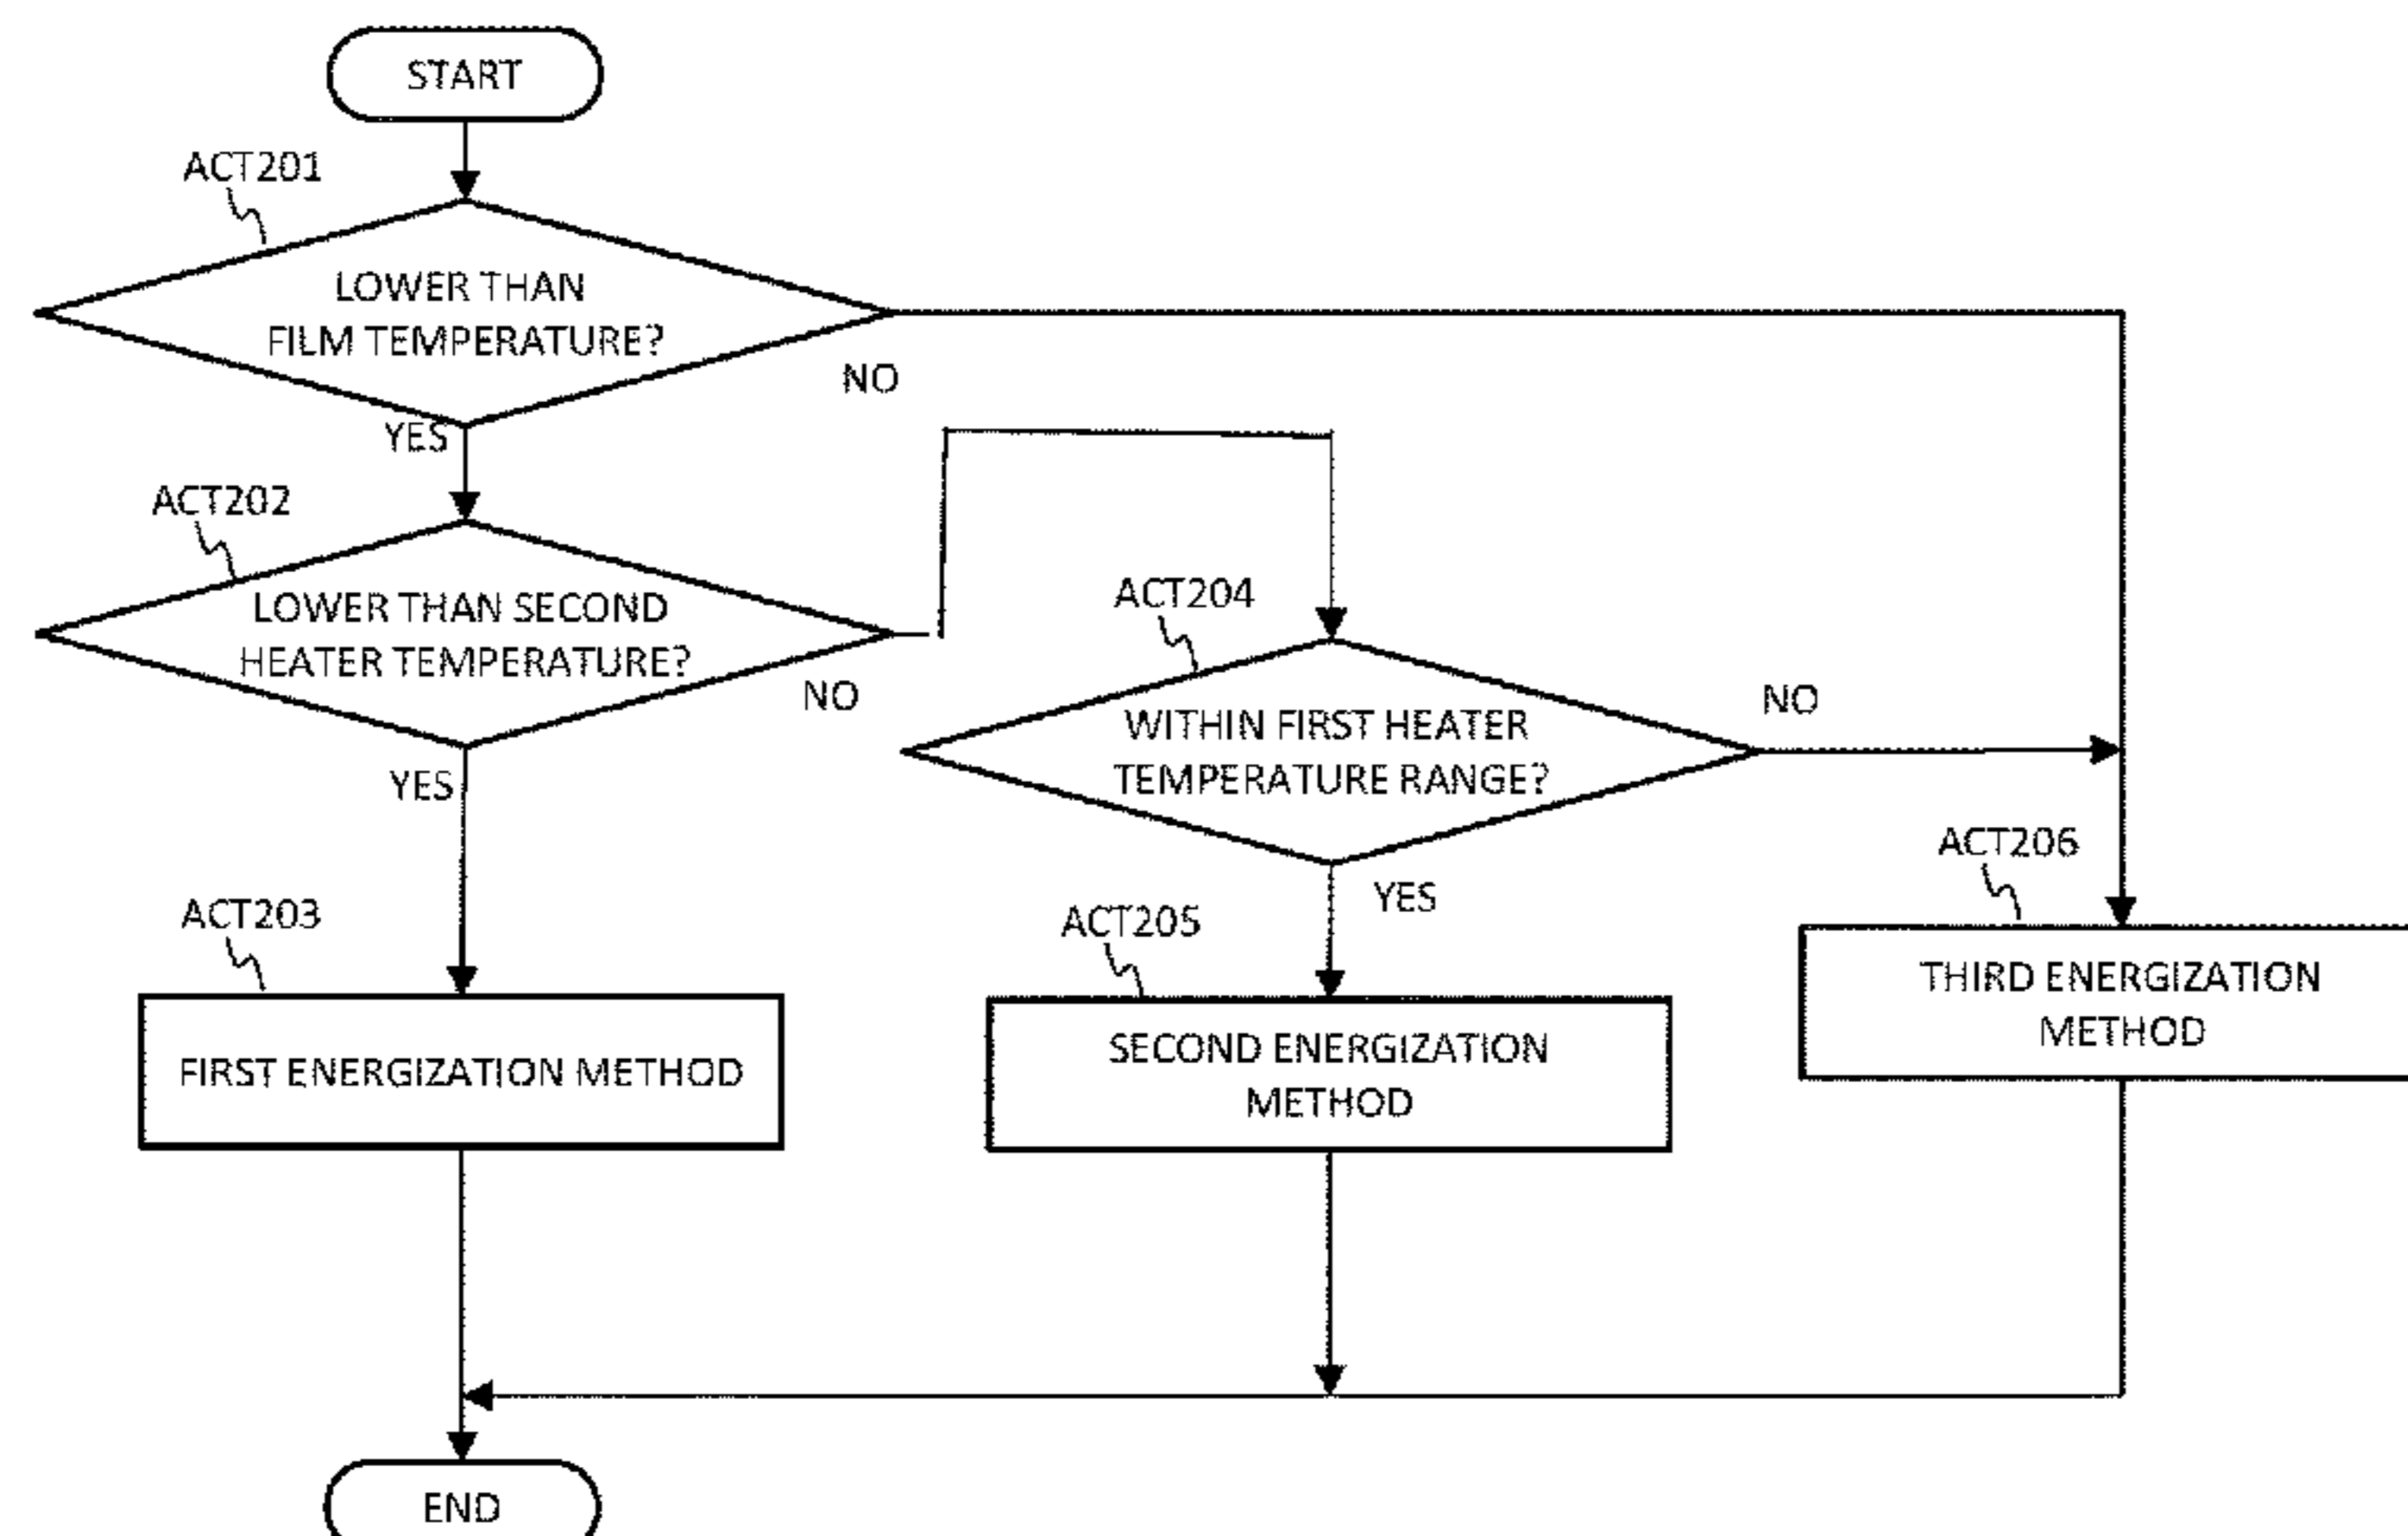 START
ACT201
LOWER THAN
FILM TEMPERATURE?
NO
YES
ACT202
LOWER THAN SECOND
HEATER TEMPERATURE?
NO
YES
ACT204
WITHIN FIRST HEATER
TEMPERATURE RANGE?
NO
YES
ACT203
FIRST ENERGIZATION METHOD
ACT205
SECOND ENERGIZATION
METHOD
ACT206
THIRD ENERGIZATION
METHOD
END